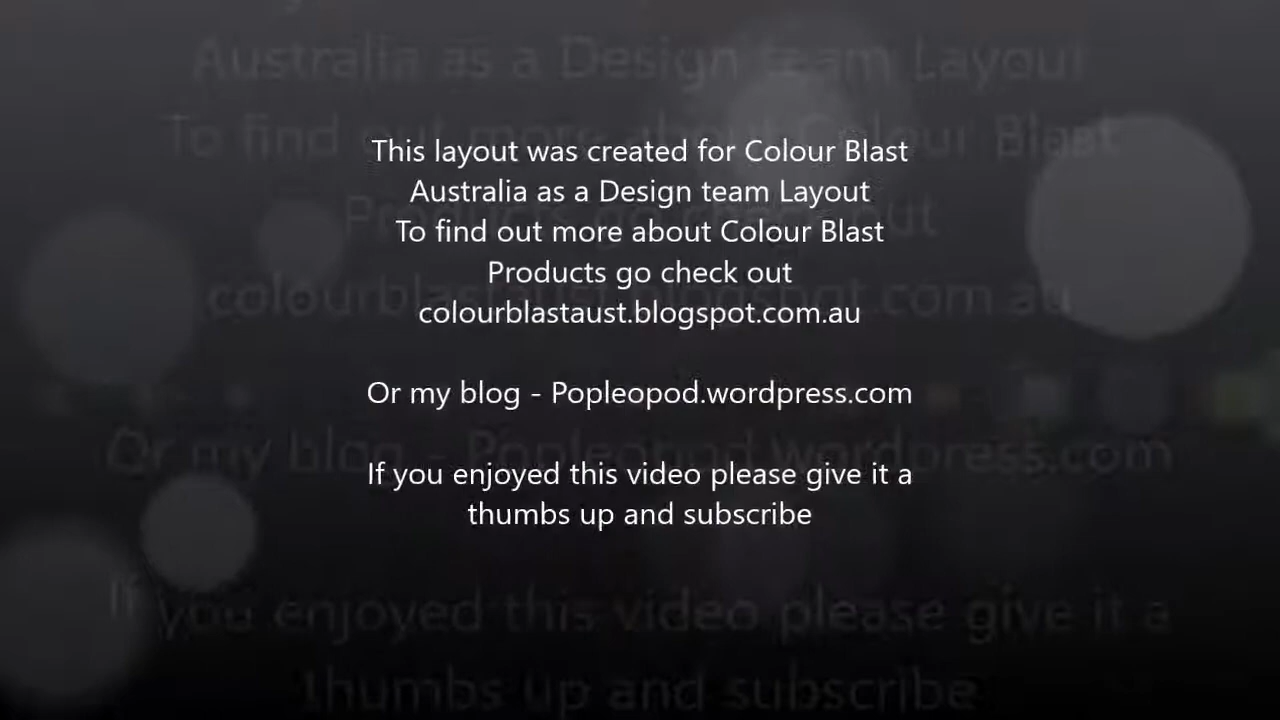 This layout was created for Colour Blast
Australia as a Design team Layout
To find out more about Colour Blast
Products go check out
colourblastaust.blogspot.com.au
Or my blog - Popleopod.wordpress.com
If you enjoyed this video please give it a
thumbs up and subscribe